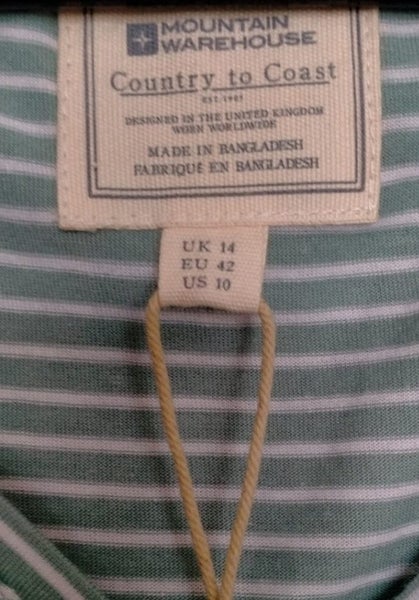 MOUNTAIN
WAREHOUSE
Country to Coast
EST. 1997
DESIGNED IN THE UNITED KINGDOM
WORN WORLDWIDE
MADE IN BANGLADESH
FABRIQUÉ EN BANGLADESH
UK 14
EU 42
US 10